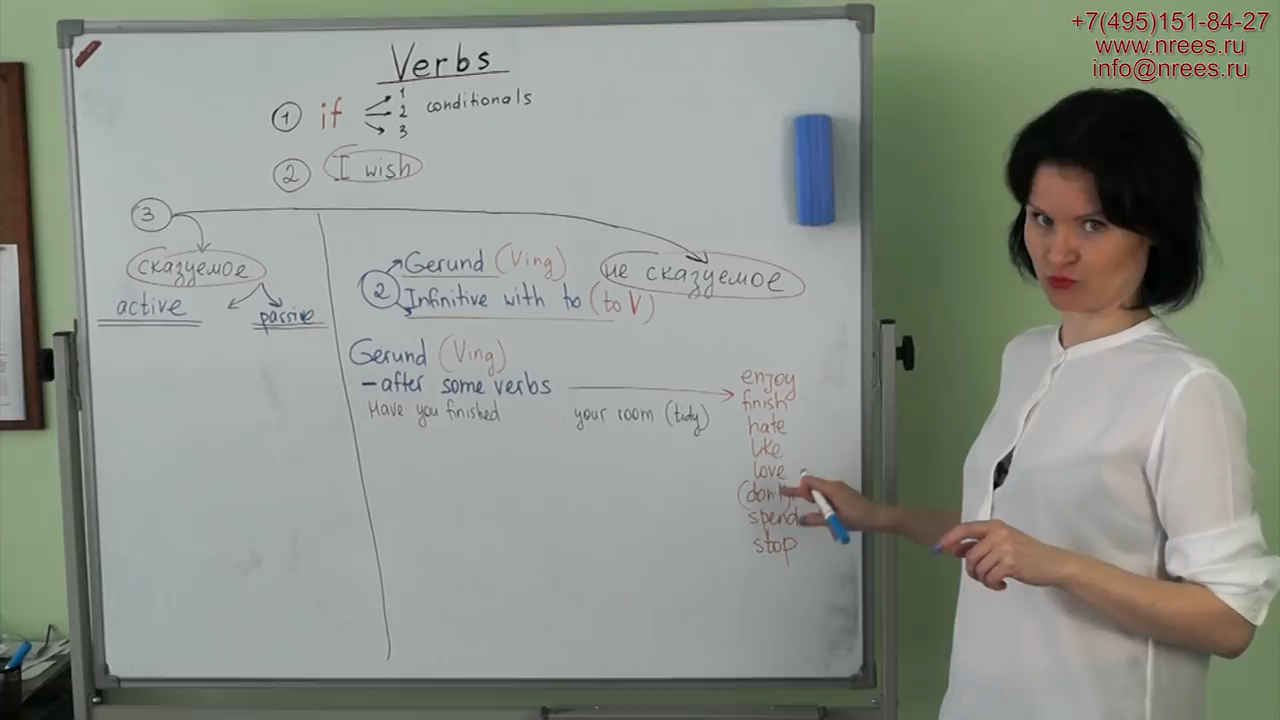 +7(495)151-84-27
www.nrees.ru
info@nrees.ru
Verbs
1 if 1 2 3 conditionals
2 I wish
3
сказуемое
active passive
2 Gerund (Ving)
Infinitive with to (to V)
не сказуемое
Gerund (Ving)
– after some verbs
Have you finished ........ your room (tidy)
enjoy
finish
hate
like
love
spend
stop